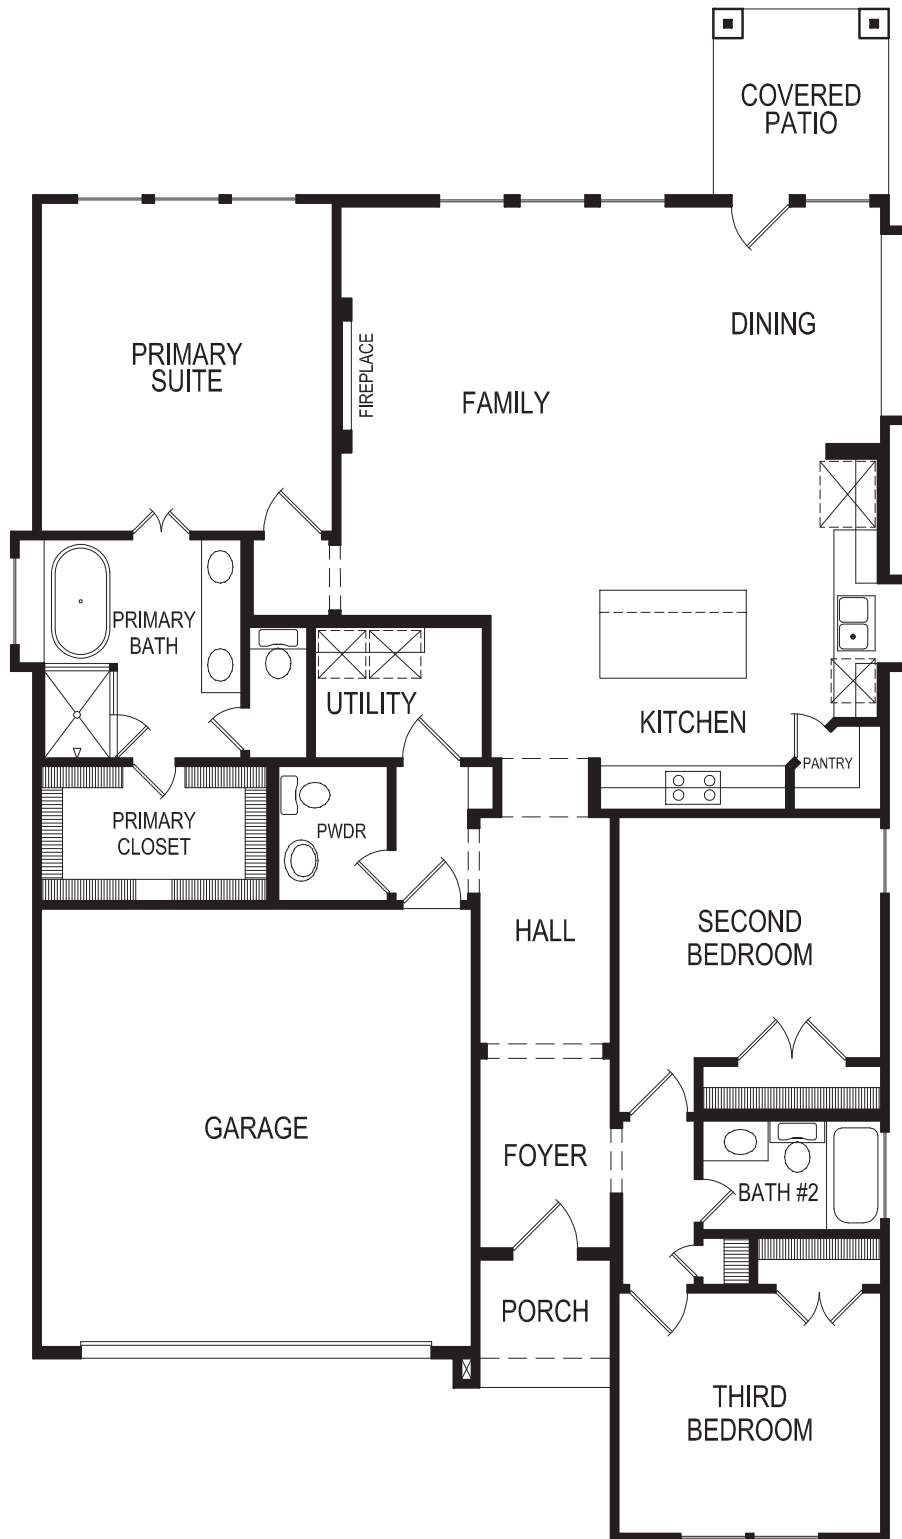 COVERED
PATIO
DINING
PRIMARY
SUITE
FIREPLACE
FAMILY
PRIMARY
BATH
UTILITY
KITCHEN
PANTRY
PRIMARY
CLOSET
PWDR
HALL
SECOND
BEDROOM
GARAGE
FOYER
BATH #2
PORCH
THIRD
BEDROOM